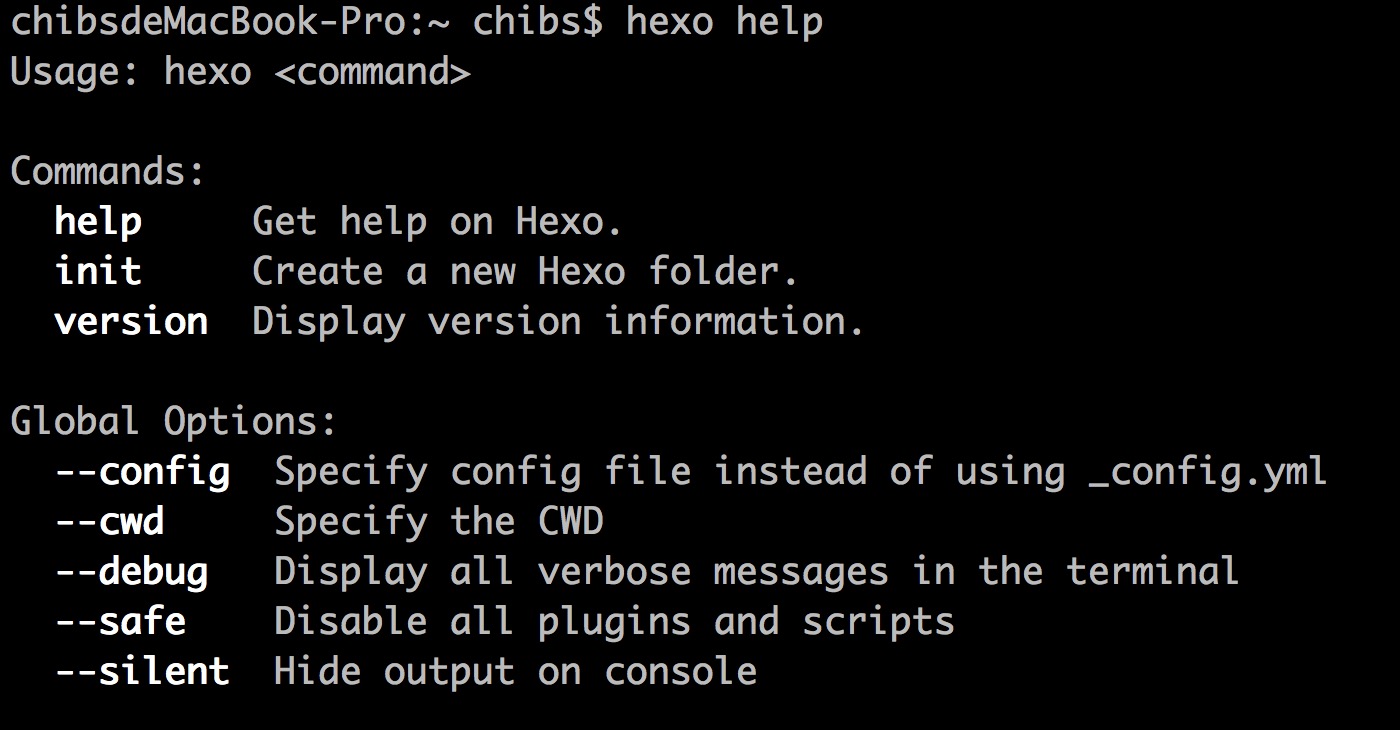 chibsdeMacBook-Pro:~ chibs$ hexo help
Usage: hexo <command>
Commands:
help Get help on Hexo.
init Create a new Hexo folder.
version Display version information.
Global Options:
--config Specify config file instead of using _config.yml
--cwd Specify the CWD
--debug Display all verbose messages in the terminal
--safe Disable all plugins and scripts
--silent Hide output on console